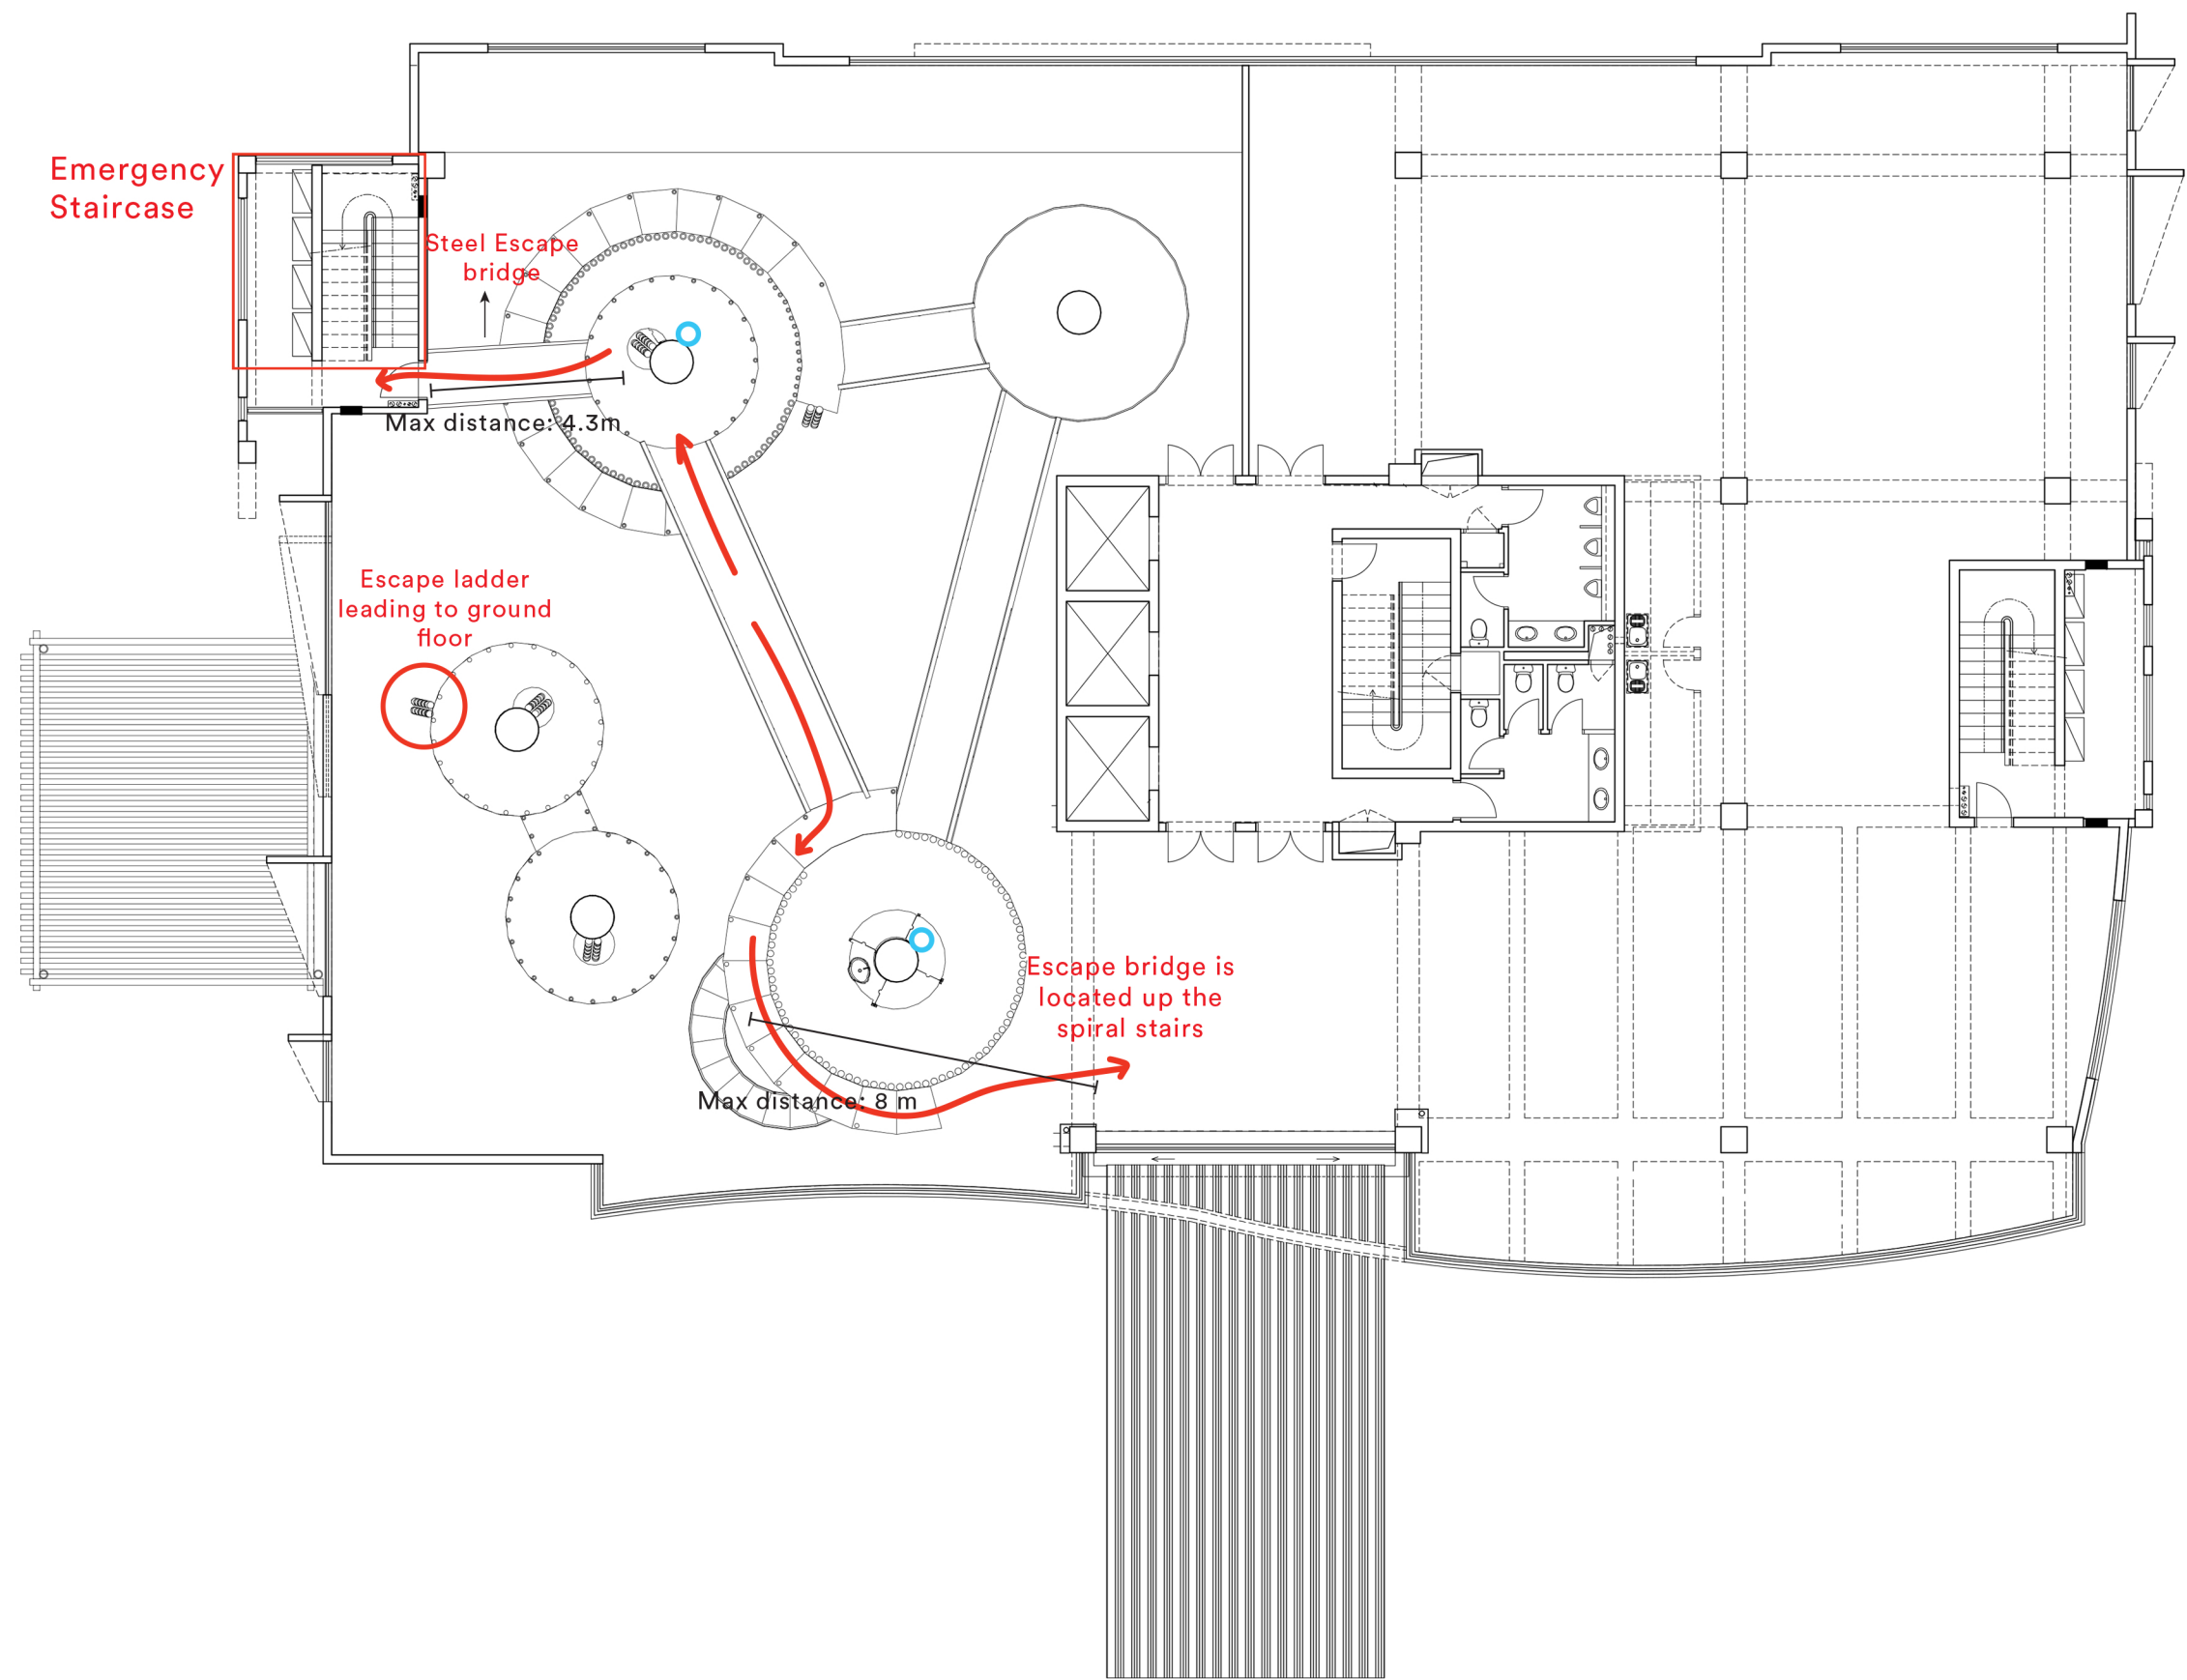 Emergency
Staircase
Steel Escape
bridge
Max distance: 4.3m
Escape ladder
leading to ground
floor
Escape bridge is
located up the
spiral stairs
Max distance: 8 m